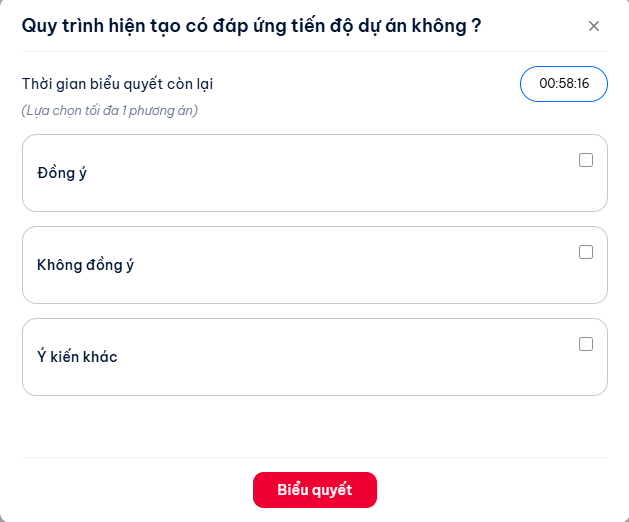 Quy trình hiện tạo có đáp ứng tiến độ dự án không ?
Thời gian biểu quyết còn lại
00:58:16
(Lựa chọn tối đa 1 phương án)
Đồng ý
Không đồng ý
Ý kiến khác
Biểu quyết